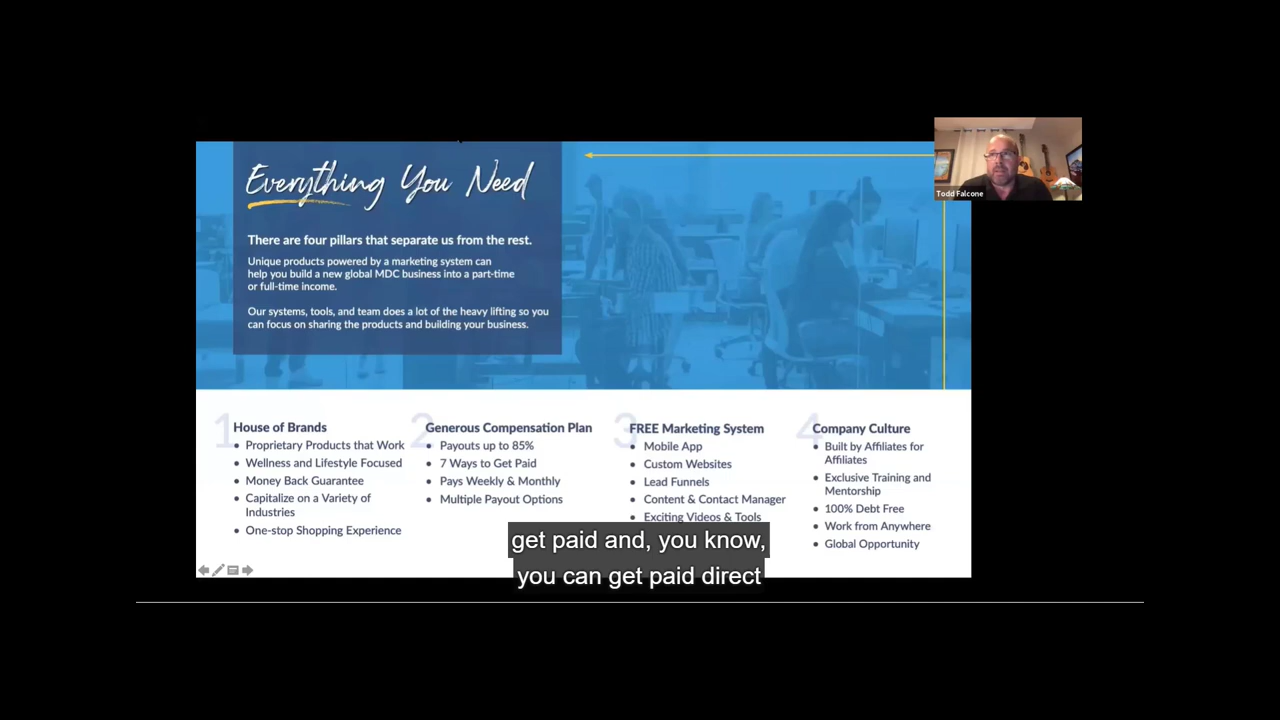 Everything You Need
There are four pillars that separate us from the rest.
Unique products powered by a marketing system can
help you build a new global MDC business into a part-time
or full-time income.
Our systems, tools, and team does a lot of the heavy lifting so you
can focus on sharing the products and building your business.
Todd Falcone
1
House of Brands
• Proprietary Products that Work
• Wellness and Lifestyle Focused
• Money Back Guarantee
• Capitalize on a Variety of
Industries
• One-stop Shopping Experience
2
Generous Compensation Plan
• Payouts up to 85%
• 7 Ways to Get Paid
• Pays Weekly & Monthly
• Multiple Payout Options
3
FREE Marketing System
• Mobile App
• Custom Websites
• Lead Funnels
• Content & Contact Manager
• Exciting Videos & Tools
4
Company Culture
• Built by Affiliates for
Affiliates
• Exclusive Training and
Mentorship
• 100% Debt Free
• Work from Anywhere
• Global Opportunity
get paid and, you know,
you can get paid direct